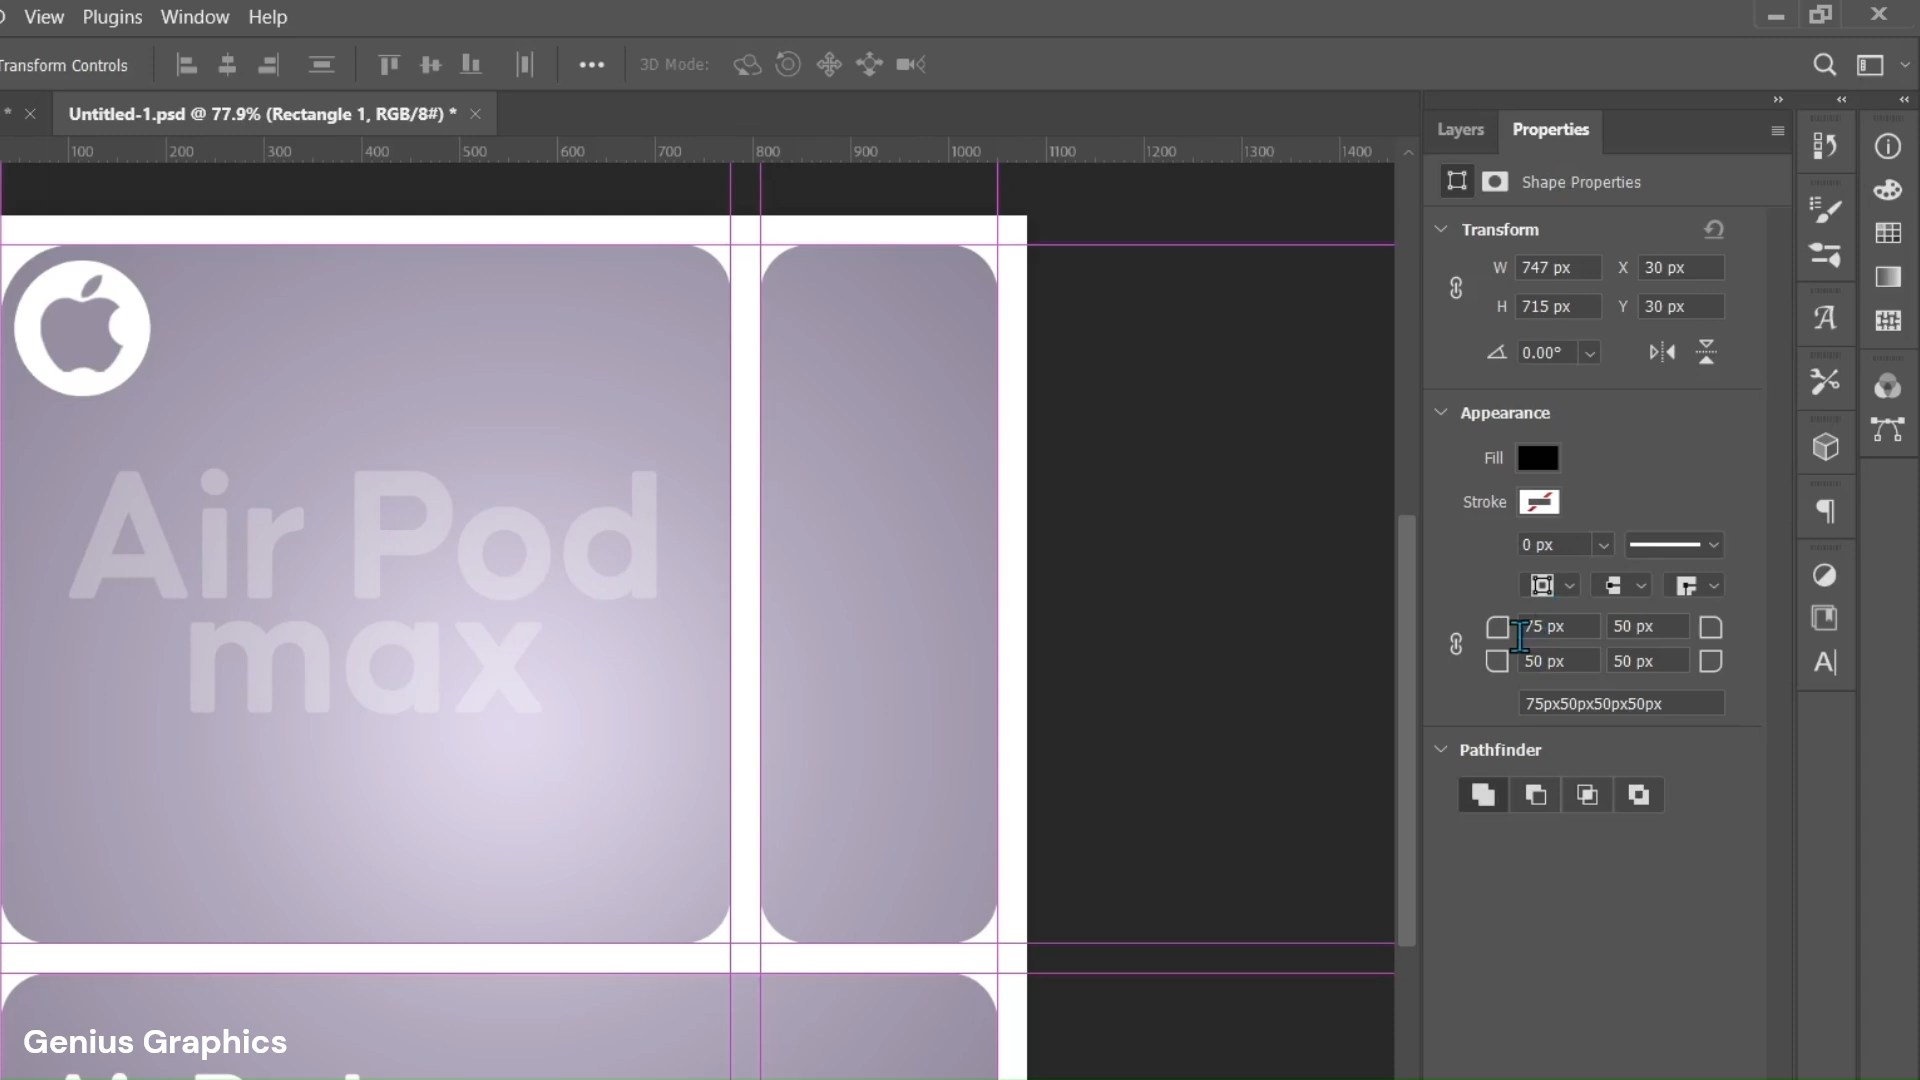 View Plugins Window Help
Transform Controls
3D Mode:
* Untitled-1.psd @ 77.9% (Rectangle 1, RGB/8#) *
100 200 300 400 500 600 700 800 900 1000 1100 1200 1300 1400
Layers Properties
Shape Properties
Transform
W 747 px X 30 px
H 715 px Y 30 px
0.00°
Appearance
Fill
Stroke
0 px
75 px 50 px
50 px 50 px
75px50px50px50px
Pathfinder
Air Pod
max
Genius Graphics